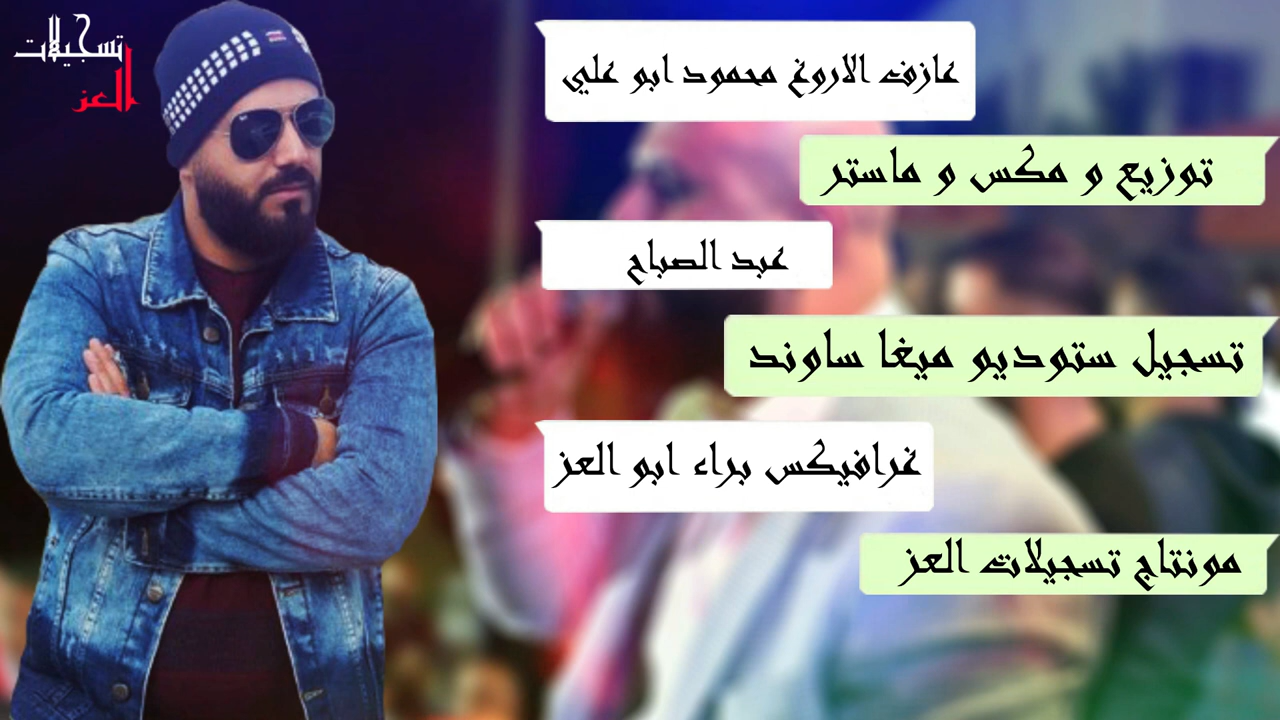 تسجيلات
العز
عازف الاروغ محمود ابو علي
توزيع و مكس و ماستر
عبد الصباح
تسجيل ستوديو ميغا ساوند
غرافيكس براء ابو العز
مونتاج تسجيلات العز